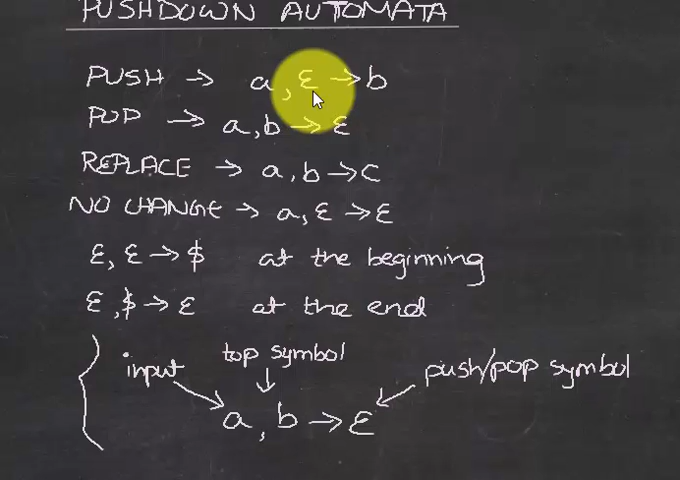 PUSHDOWN AUTOMATA
PUSH → a, ε → b
POP → a, b → ε
REPLACE → a, b → c
NO CHANGE → a, ε → ε
ε, ε → $ at the beginning
ε, $ → ε at the end
input top symbol push/pop symbol
a, b → ε